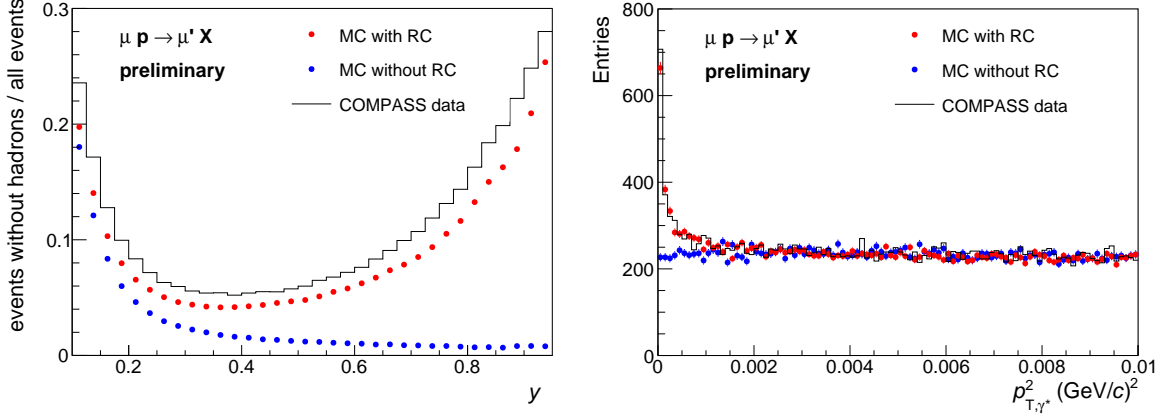 events without hadrons / all events
0.3
0.2
0.1
0
μ p → μ' X
preliminary
MC with RC
MC without RC
COMPASS data
0.2
0.4
0.6
0.8
y
Entries
800
600
400
200
0
μ p → μ' X
preliminary
MC with RC
MC without RC
COMPASS data
0
0.002
0.004
0.006
0.008
0.01
p²_T,γ* (GeV/c)²